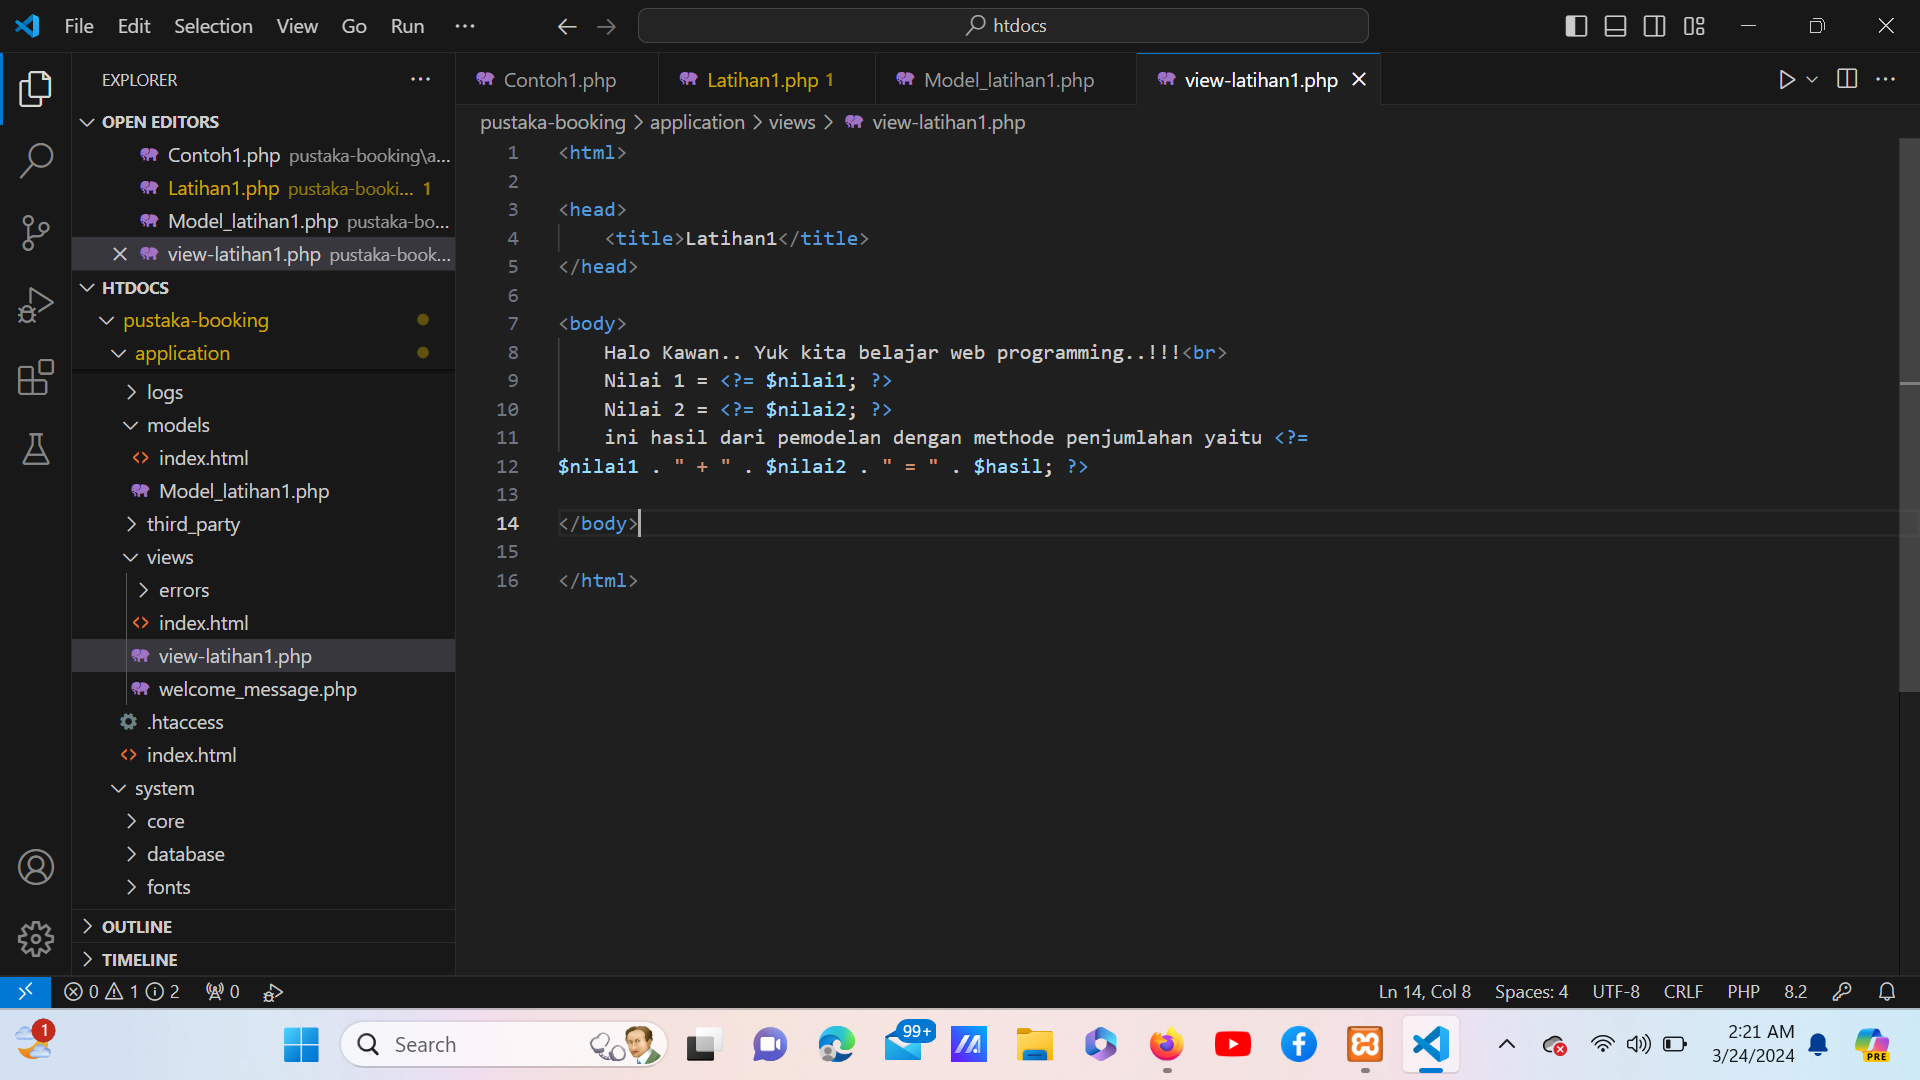 File Edit Selection View Go Run ··· htdocs
EXPLORER ···
OPEN EDITORS
Contoh1.php pustaka-booking\a...
Latihan1.php pustaka-booki... 1
Model_latihan1.php pustaka-bo...
view-latihan1.php pustaka-book...
HTDOCS
pustaka-booking
application
logs
models
index.html
Model_latihan1.php
third_party
views
errors
index.html
view-latihan1.php
welcome_message.php
.htaccess
index.html
system
core
database
fonts
OUTLINE
TIMELINE
Contoh1.php Latihan1.php 1 Model_latihan1.php view-latihan1.php
pustaka-booking > application > views > view-latihan1.php
1 <html>
2
3 <head>
4 <title>Latihan1</title>
5 </head>
6
7 <body>
8 Halo Kawan.. Yuk kita belajar web programming..!!!<br>
9 Nilai 1 = <?= $nilai1; ?>
10 Nilai 2 = <?= $nilai2; ?>
11 ini hasil dari pemodelan dengan methode penjumlahan yaitu <?=
12 $nilai1 . " + " . $nilai2 . " = " . $hasil; ?>
13
14 </body>
15
16 </html>
0 1 2 0 Ln 14, Col 8 Spaces: 4 UTF-8 CRLF PHP 8.2
1 Search 99+ 2:21 AM
3/24/2024
PRE